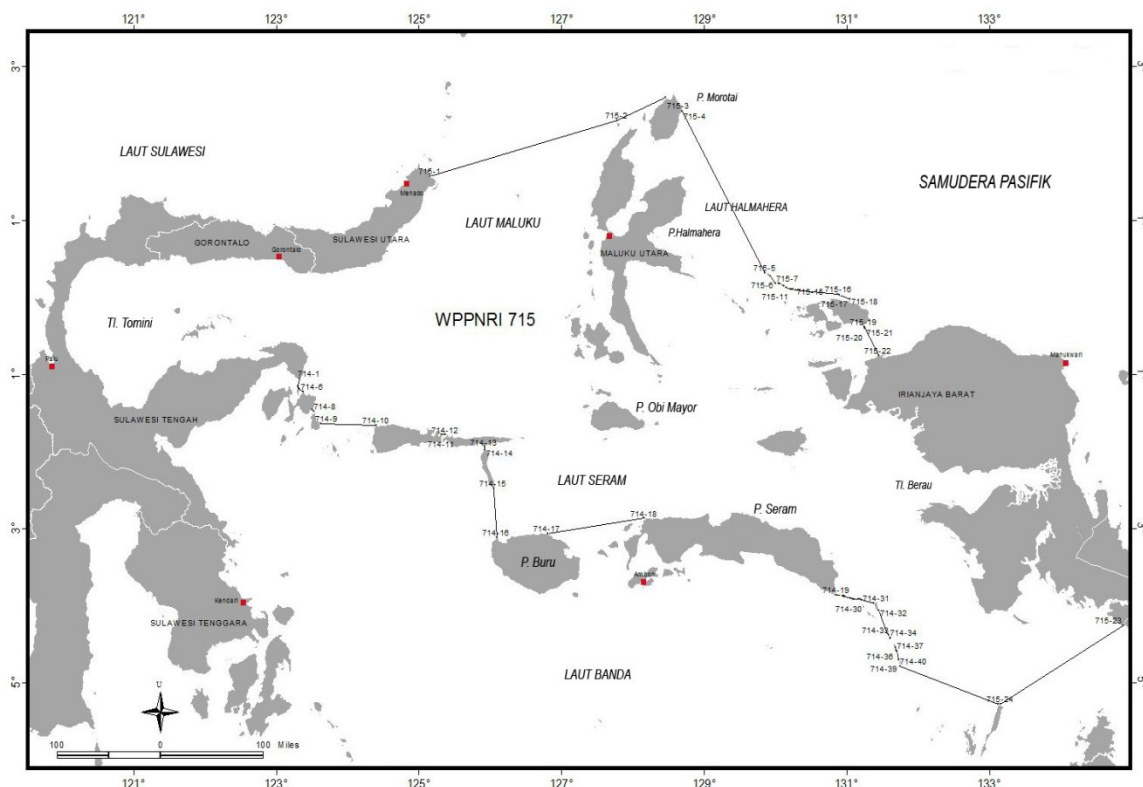 121° 123° 125° 127° 129° 131° 133°
3°
P. Morotai
715-3
715-2
715-4
LAUT SULAWESI
715-1
Manado
SAMUDERA PASIFIK
LAUT MALUKU
LAUT HALMAHERA
1°
P.Halmahera
GORONTALO
SULAWESI UTARA
Gorontalo
MALUKU UTARA
715-5
715-7
715-6
715-15
715-16
715-11
715-17
715-18
Tl. Tomini
WPPNRI 715
715-19
715-21
715-20
715-22
Palu
Manukwari
1°
714-1
714-6
IRIANJAYA BARAT
714-8
P. Obi Mayor
SULAWESI TENGAH
714-9
714-10
714-12
714-11
714-13
714-14
LAUT SERAM
Tl. Berau
714-15
P. Seram
714-18
3°
714-16
714-17
P. Buru
Ambon
714-19
714-31
Kendari
714-30
714-32
SULAWESI TENGGARA
715-23
714-33
714-34
714-37
714-36
714-40
LAUT BANDA
714-39
5°
U
715-24
100 0 100 Miles
121° 123° 125° 127° 129° 131° 133°